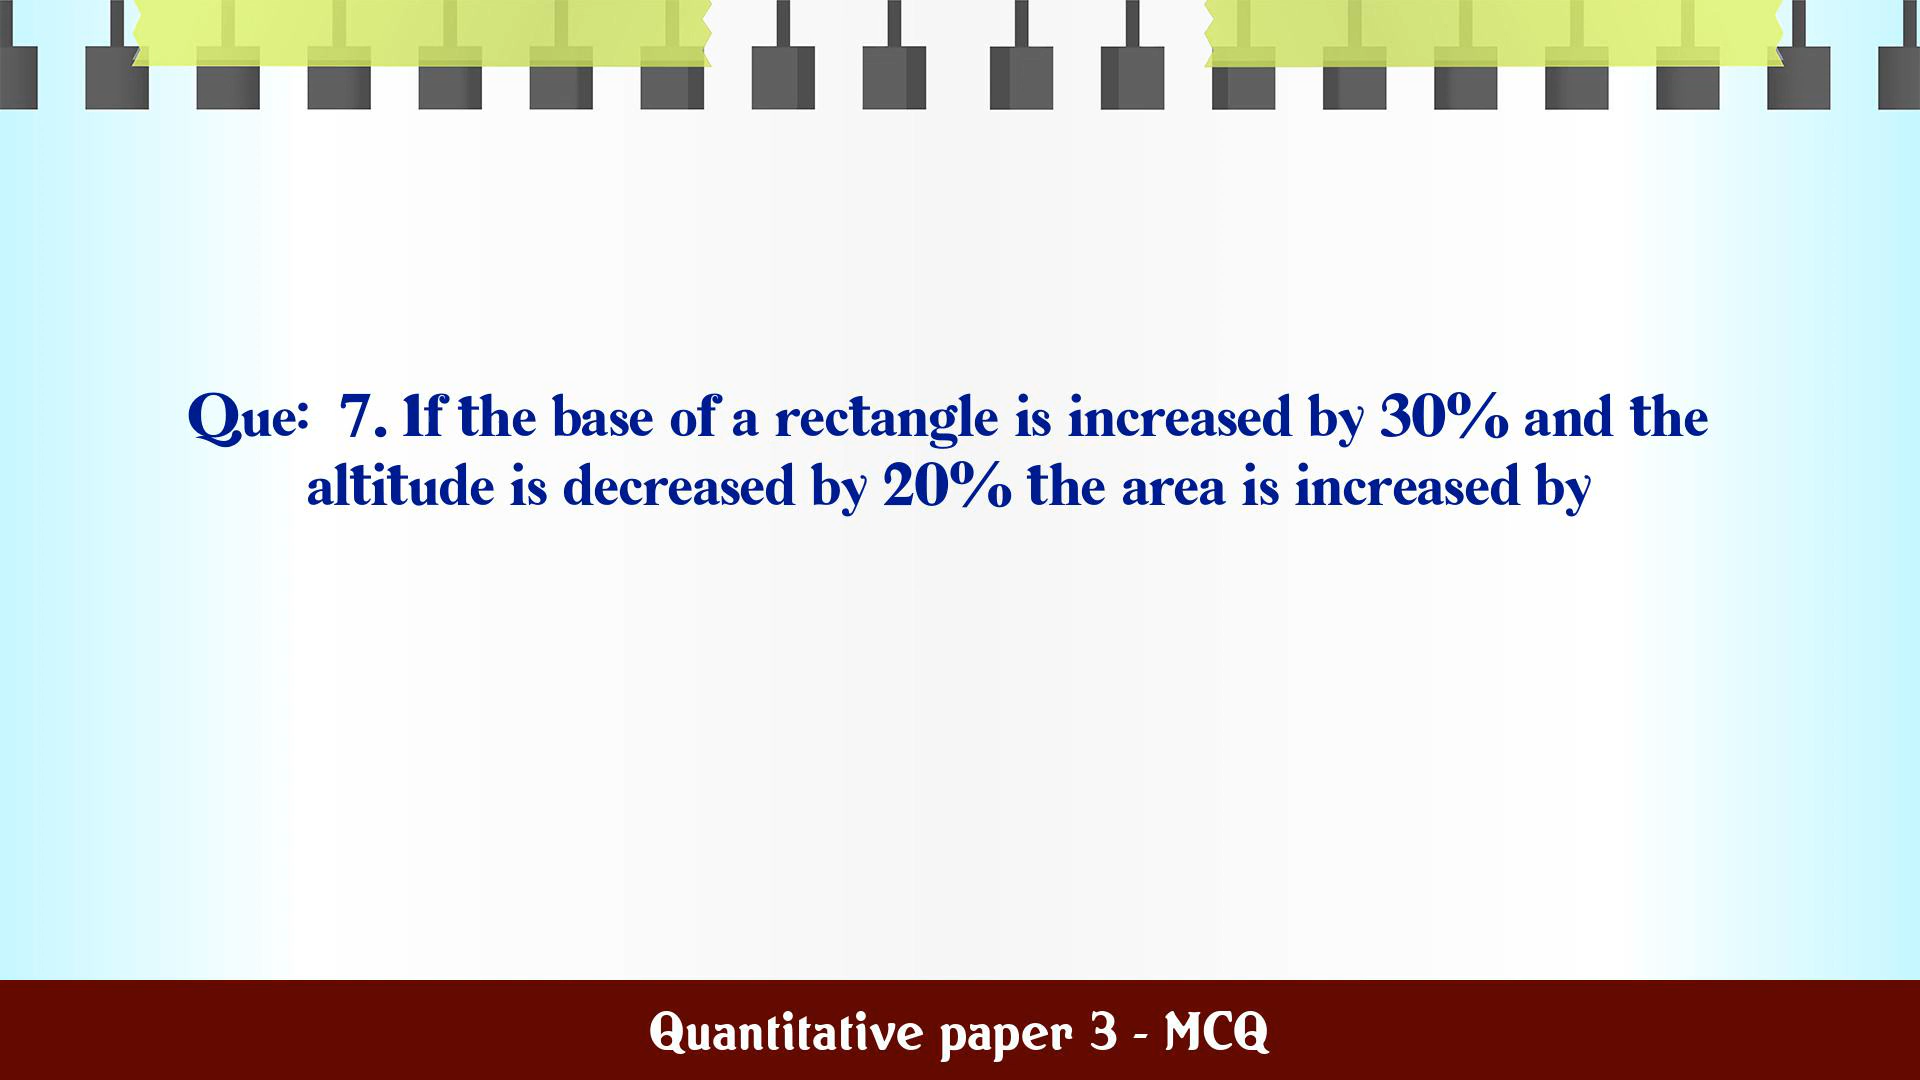 Que:  7. If the base of a rectangle is increased by 30% and the
altitude is decreased by 20% the area is increased by
Quantitative paper 3 - MCQ